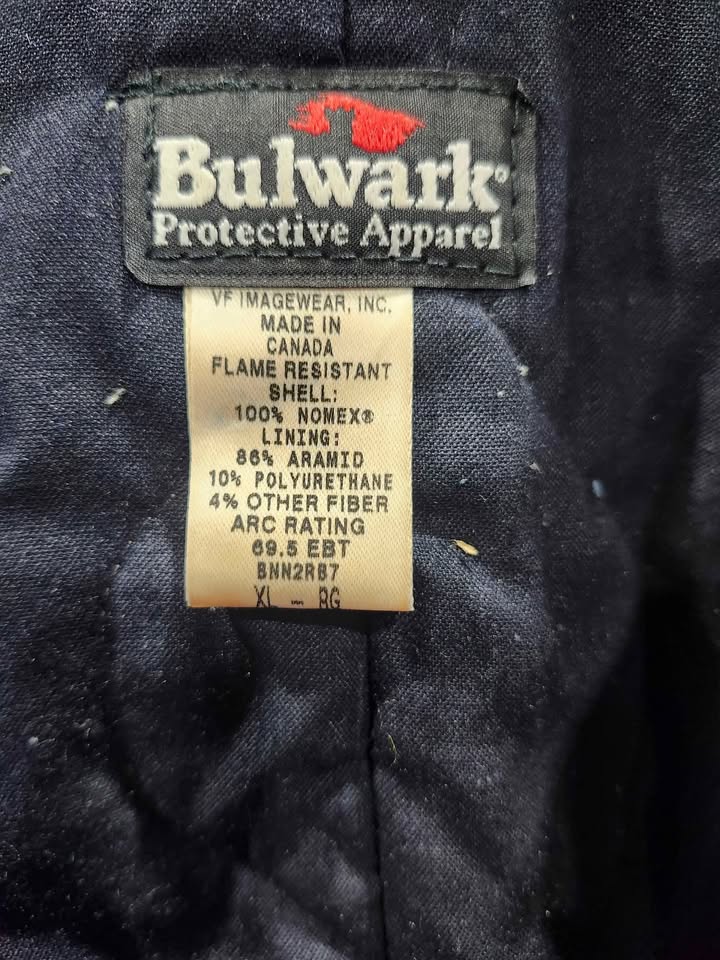 Bulwark®
Protective Apparel
VF IMAGEWEAR, INC.
MADE IN
CANADA
FLAME RESISTANT
SHELL:
100% NOMEX®
LINING:
86% ARAMID
10% POLYURETHANE
4% OTHER FIBER
ARC RATING
69.5 EBT
BNN2RB7
XL - RG